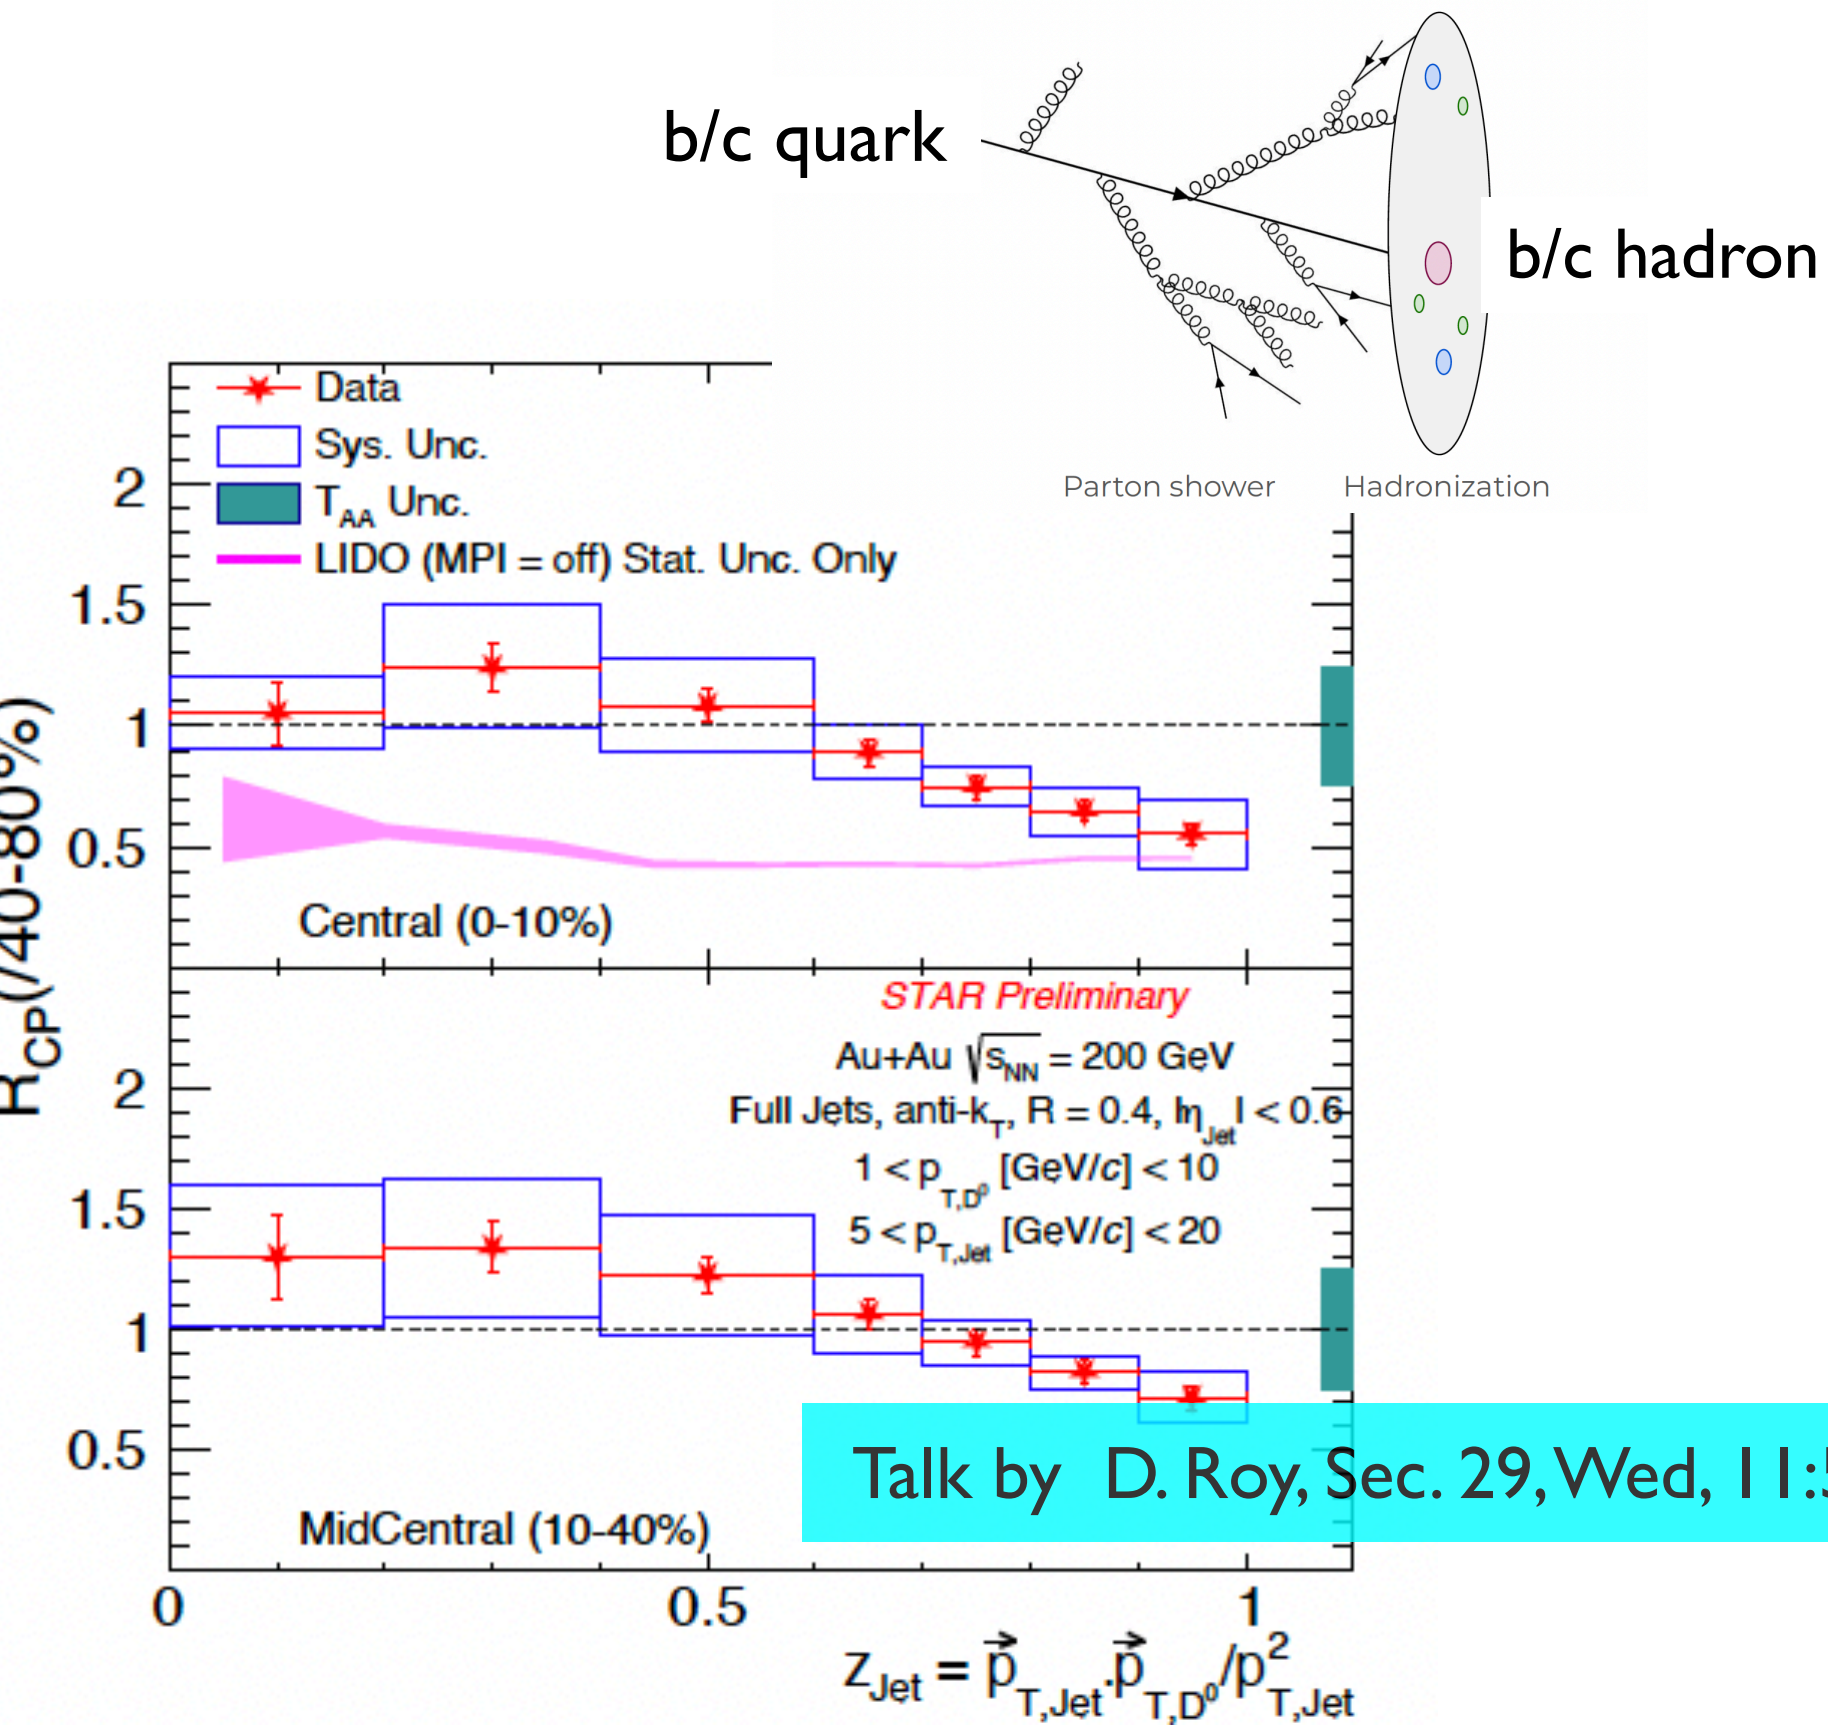 b/c quark
b/c hadron
Parton shower
Hadronization
Data
Sys. Unc.
T_AA Unc.
LIDO (MPI = off) Stat. Unc. Only
2
1.5
1
0.5
Central (0-10%)
R_CP(/40-80%)
STAR Preliminary
Au+Au √s_NN = 200 GeV
Full Jets, anti-k_T, R = 0.4, |η_Jet| < 0.6
1 < p_T,D⁰ [GeV/c] < 10
5 < p_T,Jet [GeV/c] < 20
2
1.5
1
0.5
Talk by D. Roy, Sec. 29, Wed,
MidCentral (10-40%)
0
0.5
1
z_Jet = p⃗_T,Jet.p⃗_T,D⁰/p²_T,Jet